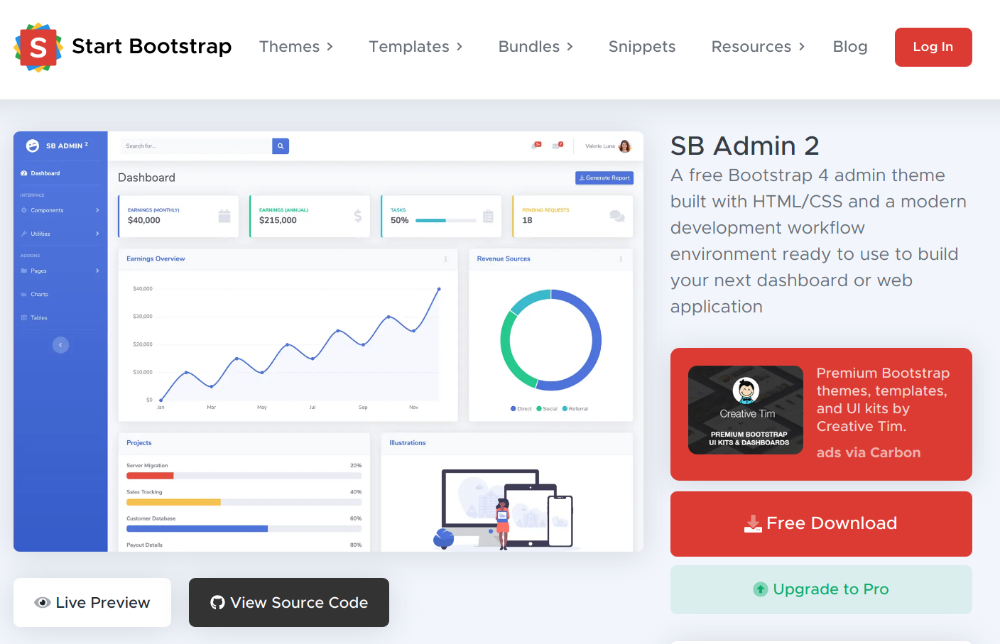 S Start Bootstrap Themes Templates Bundles Snippets Resources Blog Log In
SB ADMIN 2
Search for...
3+
7
Valerie Luna
Dashboard
INTERFACE
Components
Utilities
ADDONS
Pages
Charts
Tables
Dashboard
Generate Report
EARNINGS (MONTHLY)
$40,000
EARNINGS (ANNUAL)
$215,000
TASKS
50%
PENDING REQUESTS
18
Earnings Overview
$40,000
$30,000
$20,000
$10,000
$0
Jan Mar May Jul Sep Nov
Revenue Sources
Direct Social Referral
Projects
Server Migration 20%
Sales Tracking 40%
Customer Database 60%
Payout Details 80%
Illustrations
Live Preview
View Source Code
SB Admin 2
A free Bootstrap 4 admin theme
built with HTML/CSS and a modern
development workflow
environment ready to use to build
your next dashboard or web
application
Creative Tim
PREMIUM BOOTSTRAP
UI KITS & DASHBOARDS
Premium Bootstrap
themes, templates,
and UI kits by
Creative Tim.
ads via Carbon
Free Download
Upgrade to Pro